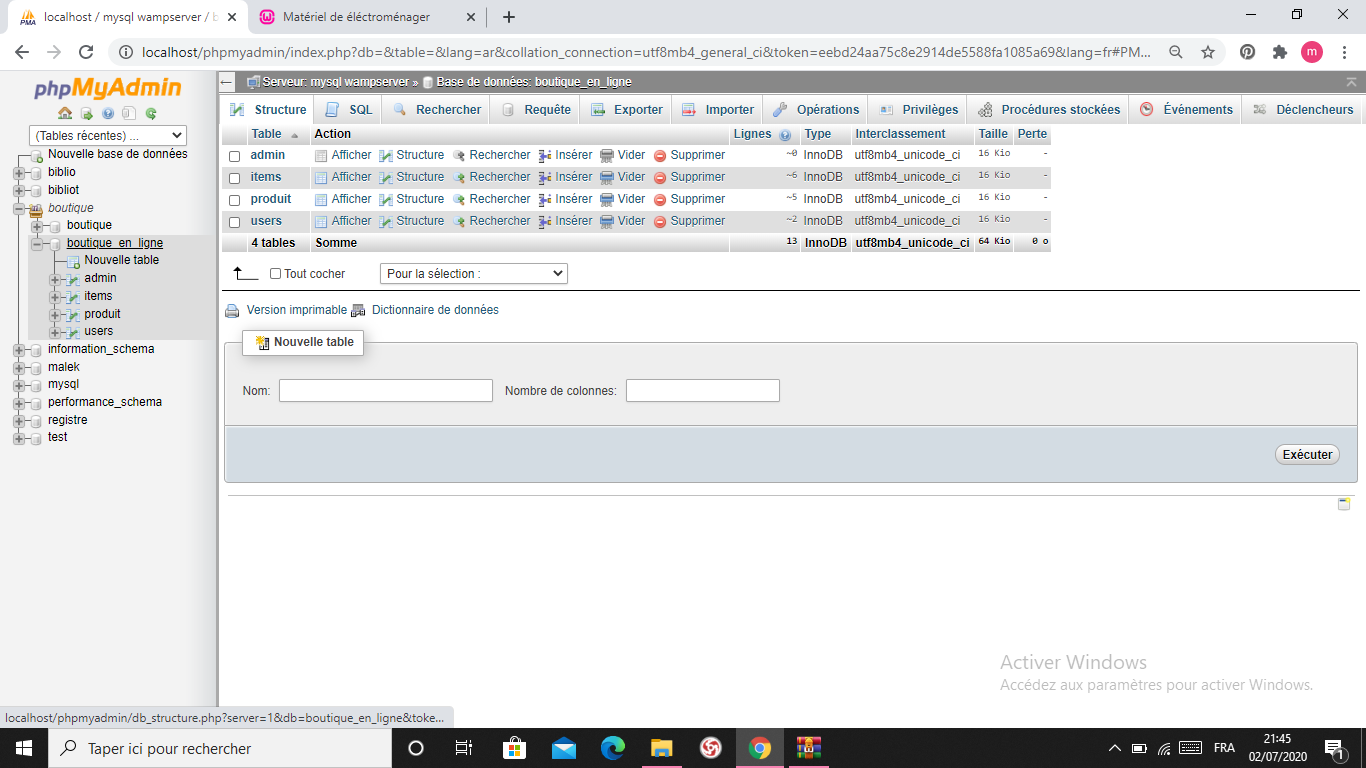 localhost / mysql wampserver / b
Matériel de éléctroménager
localhost/phpmyadmin/index.php?db=&table=&lang=ar&collation_connection=utf8mb4_general_ci&token=eebd24aa75c8e2914de5588fa1085a69&lang=fr#PM...
m
phpMyAdmin
(Tables récentes) ...
Nouvelle base de données
biblio
bibliot
boutique
boutique
boutique_en_ligne
Nouvelle table
admin
items
produit
users
information_schema
malek
mysql
performance_schema
registre
test
Serveur: mysql wampserver » Base de données: boutique_en_ligne
Structure SQL Rechercher Requête Exporter Importer Opérations Privilèges Procédures stockées Événements Déclencheurs
Table Action Lignes Type Interclassement Taille Perte
admin Afficher Structure Rechercher Insérer Vider Supprimer ~0 InnoDB utf8mb4_unicode_ci 16 Kio -
items Afficher Structure Rechercher Insérer Vider Supprimer ~6 InnoDB utf8mb4_unicode_ci 16 Kio -
produit Afficher Structure Rechercher Insérer Vider Supprimer ~5 InnoDB utf8mb4_unicode_ci 16 Kio -
users Afficher Structure Rechercher Insérer Vider Supprimer ~2 InnoDB utf8mb4_unicode_ci 16 Kio -
4 tables Somme 13 InnoDB utf8mb4_unicode_ci 64 Kio 0 o
Tout cocher Pour la sélection :
Version imprimable Dictionnaire de données
Nouvelle table
Nom: Nombre de colonnes:
Exécuter
Activer Windows
Accédez aux paramètres pour activer Windows.
localhost/phpmyadmin/db_structure.php?server=1&db=boutique_en_ligne&toke...
Taper ici pour rechercher
FRA
21:45
02/07/2020
1